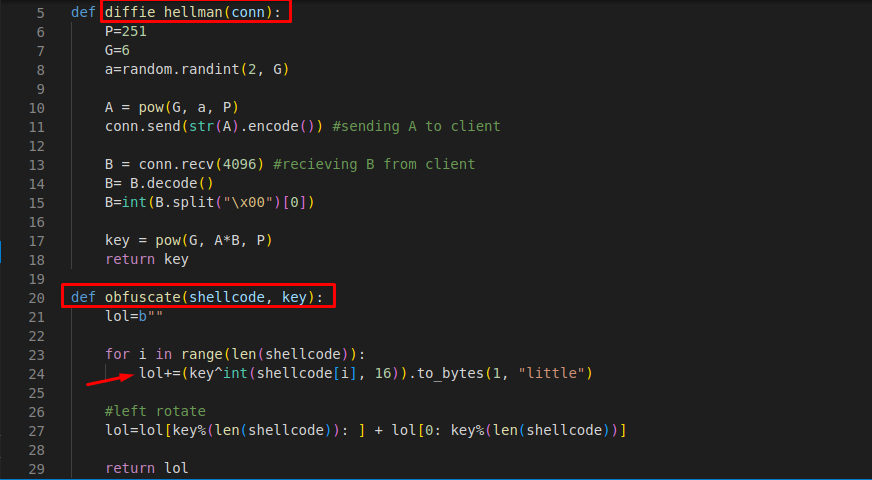 5 def diffie_hellman(conn):
6 P=251
7 G=6
8 a=random.randint(2, G)
9
10 A = pow(G, a, P)
11 conn.send(str(A).encode()) #sending A to client
12
13 B = conn.recv(4096) #recieving B from client
14 B= B.decode()
15 B=int(B.split("\x00")[0])
16
17 key = pow(G, A*B, P)
18 return key
19
20 def obfuscate(shellcode, key):
21 lol=b""
22
23 for i in range(len(shellcode)):
24 lol+=(key^int(shellcode[i], 16)).to_bytes(1, "little")
25
26 #left rotate
27 lol=lol[key%(len(shellcode)): ] + lol[0: key%(len(shellcode))]
28
29 return lol